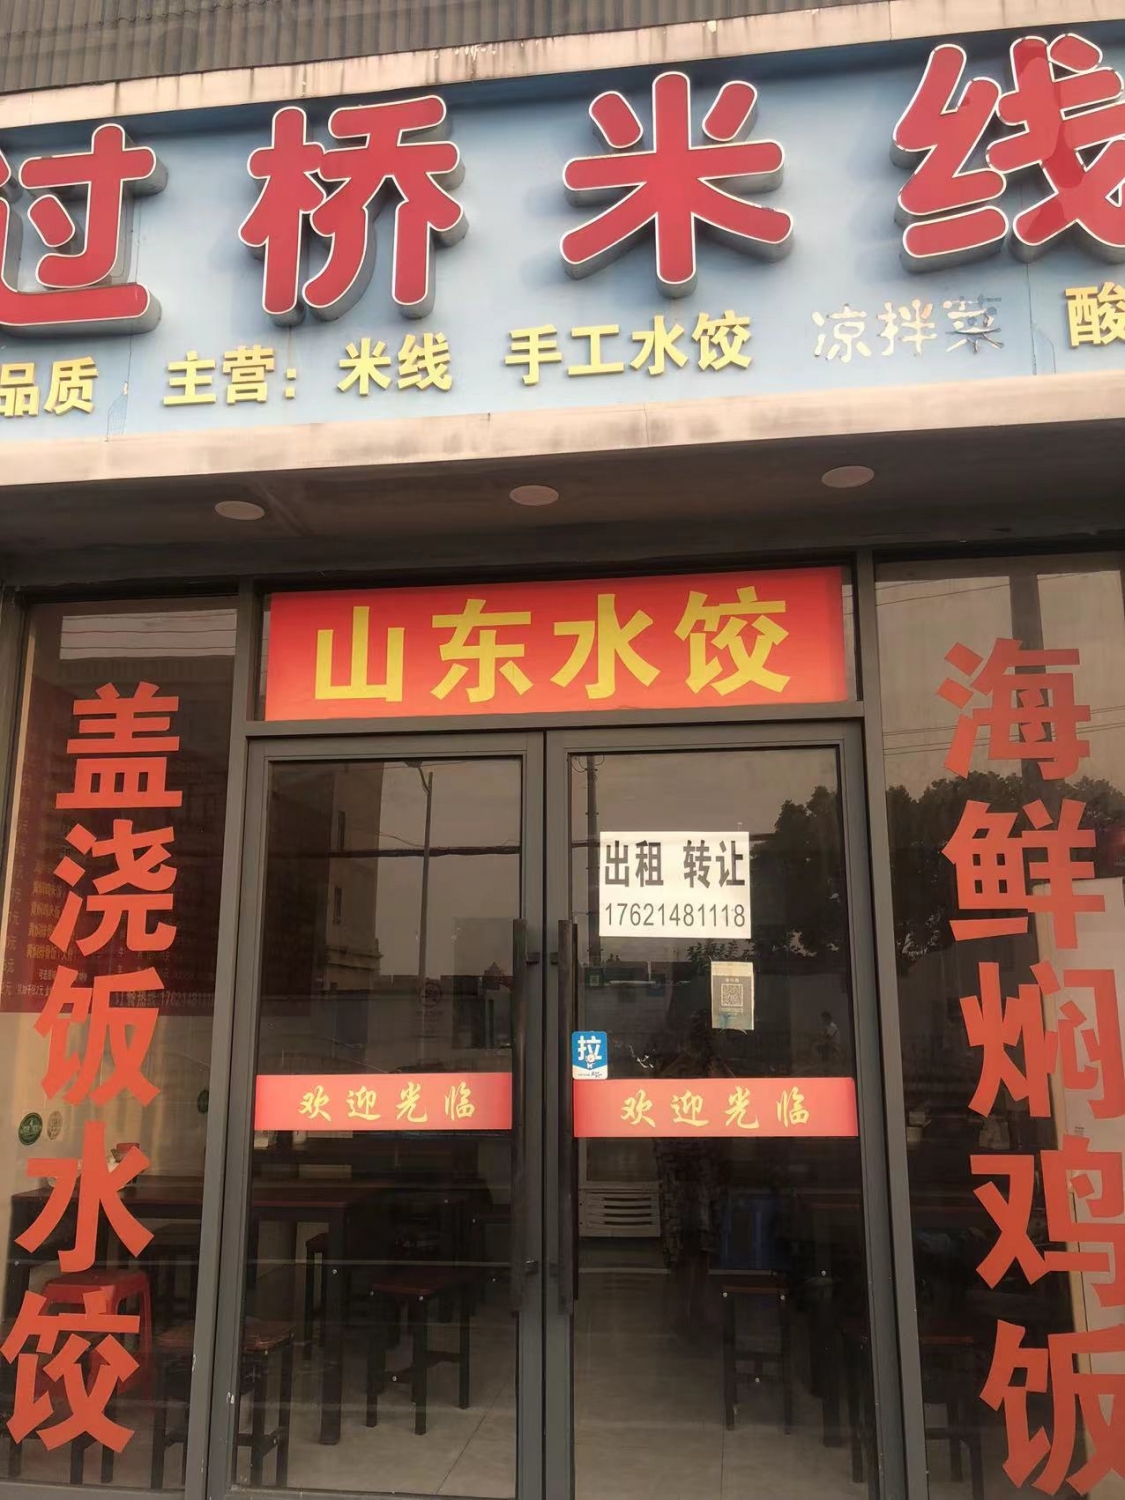 过桥米线
品质 主营：米线 手工水饺 凉拌菜 酸
山东水饺
盖浇饭水饺
海鲜焖鸡饭
出租 转让
17621481118
拉
欢迎光临
欢迎光临